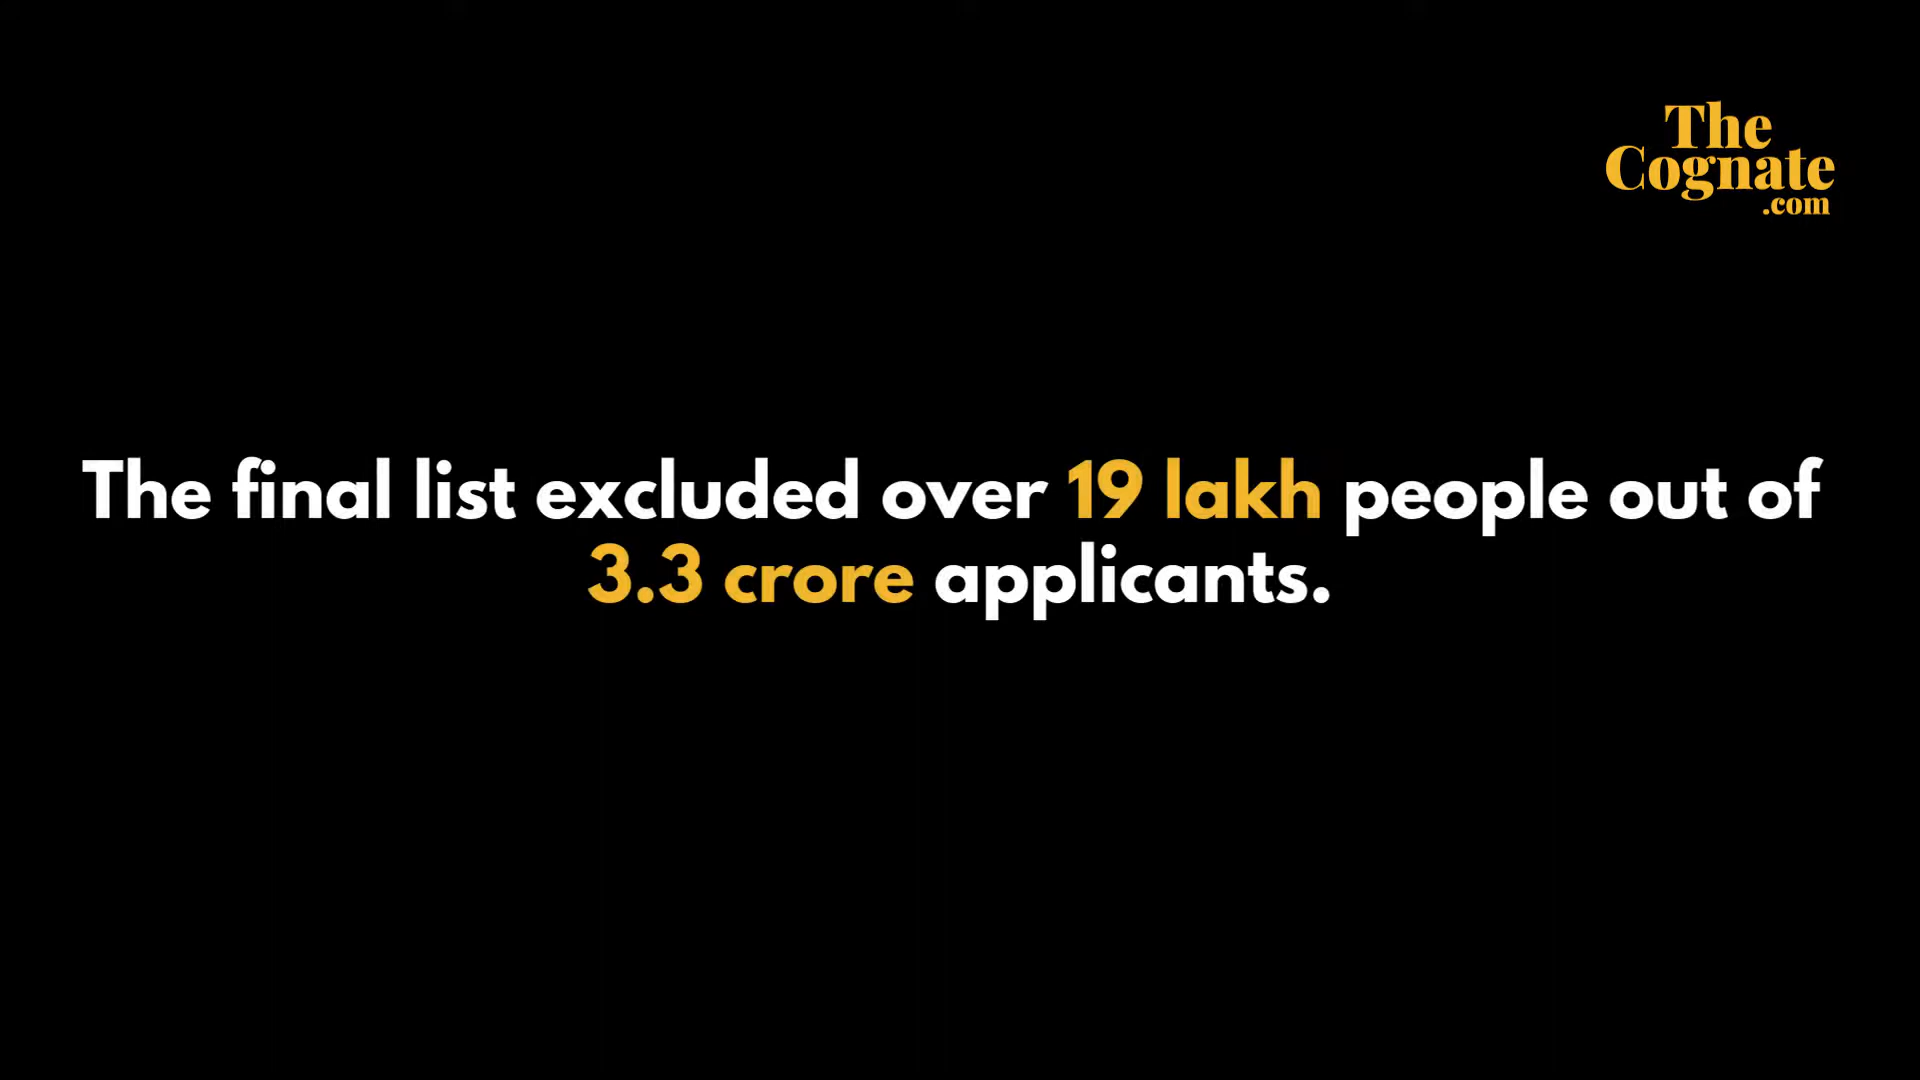 The
Cognate
.com
The final list excluded over 19 lakh people out of
3.3 crore applicants.